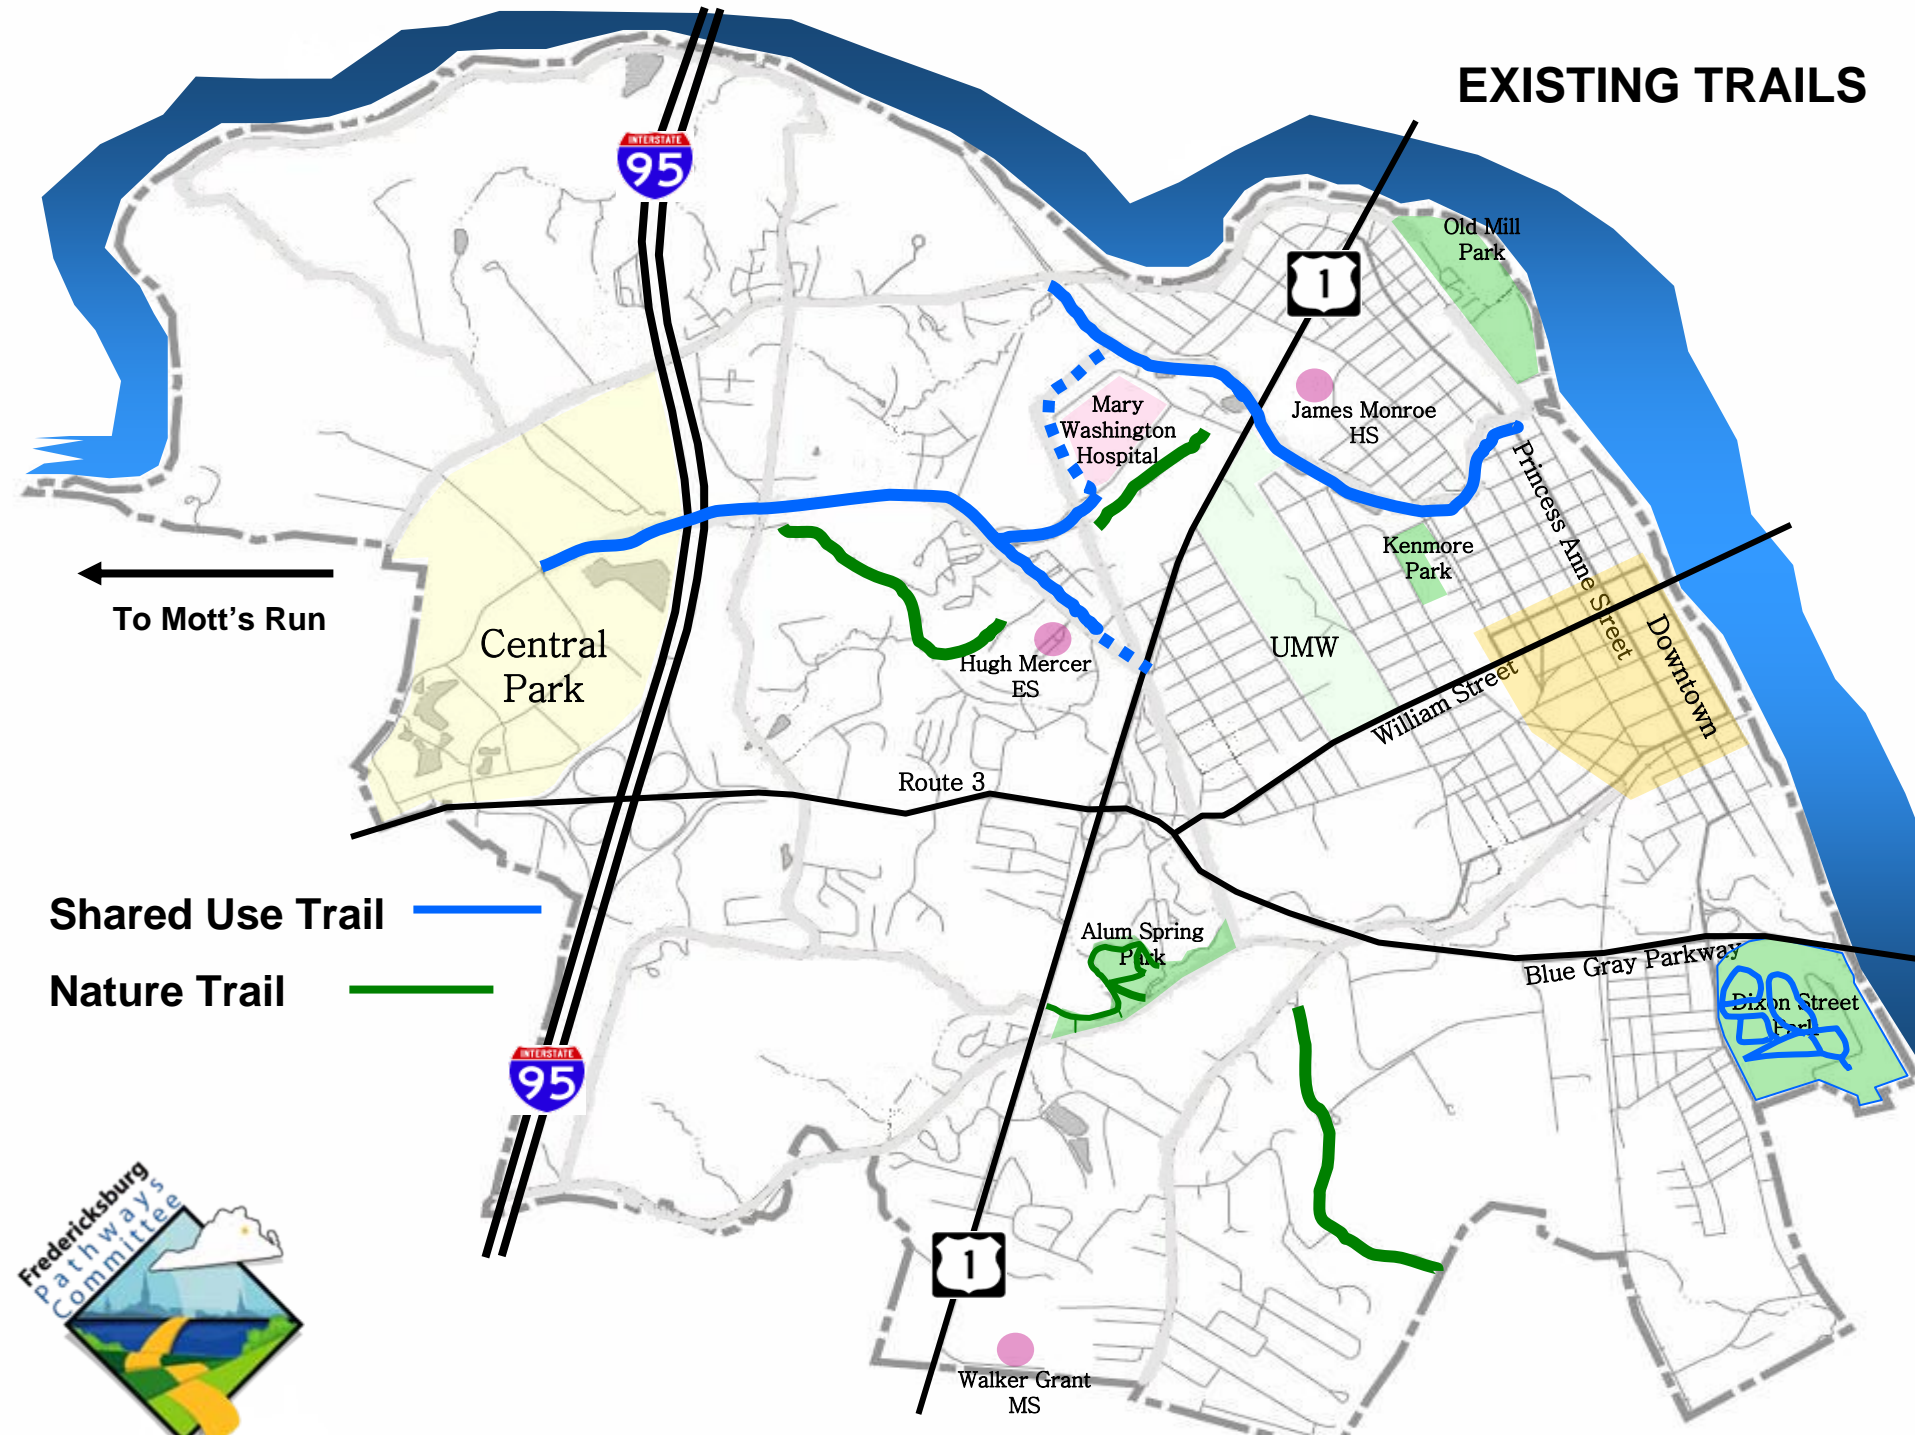 EXISTING TRAILS
INTERSTATE
95
Old Mill
Park
1
Mary
Washington
Hospital
James Monroe
HS
Princess Anne Street
Kenmore
Park
To Mott's Run
Central
Park
Hugh Mercer
ES
UMW
William Street
Downtown
Route 3
Shared Use Trail
Nature Trail
Alum Spring
Park
Blue Gray Parkway
Dixon Street
Park
INTERSTATE
95
Fredericksburg
Pathways
Committee
1
Walker Grant
MS